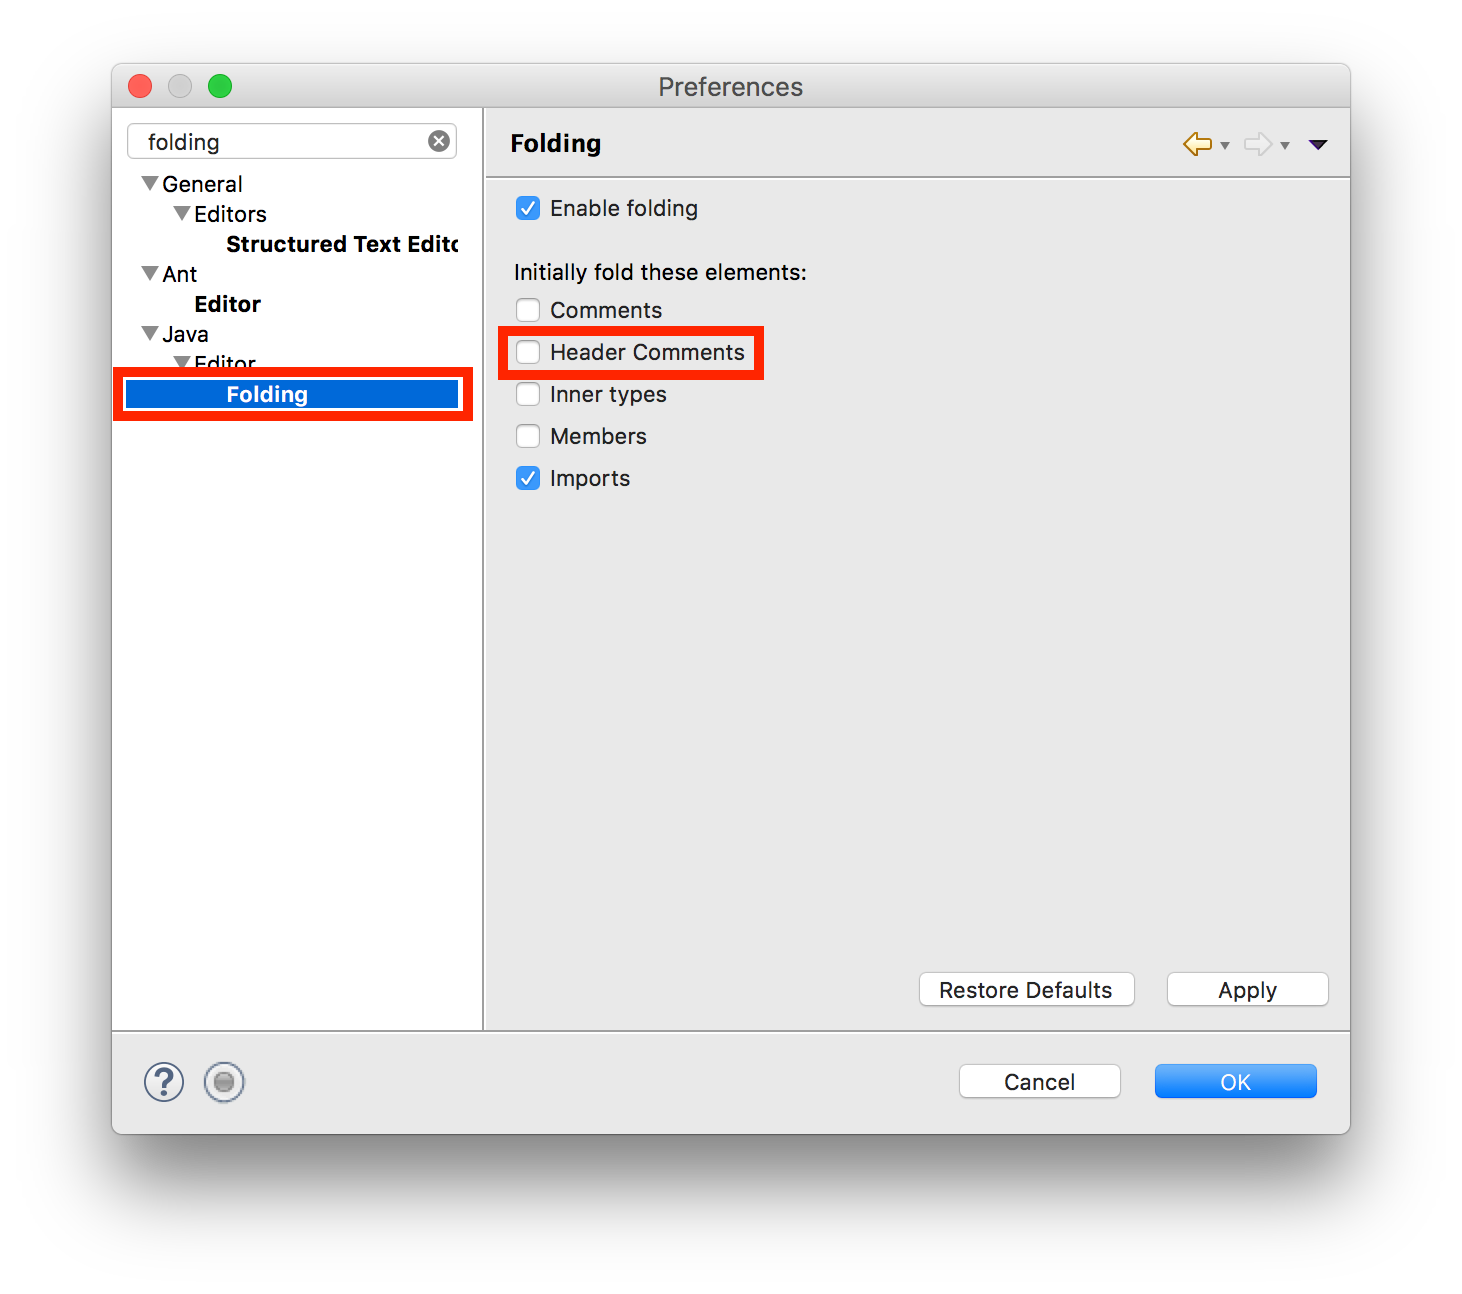 Preferences
folding
General
Editors
Structured Text Edito
Ant
Editor
Java
Editor
Folding
Folding
Enable folding
Initially fold these elements:
Comments
Header Comments
Inner types
Members
Imports
Restore Defaults
Apply
?
Cancel
OK